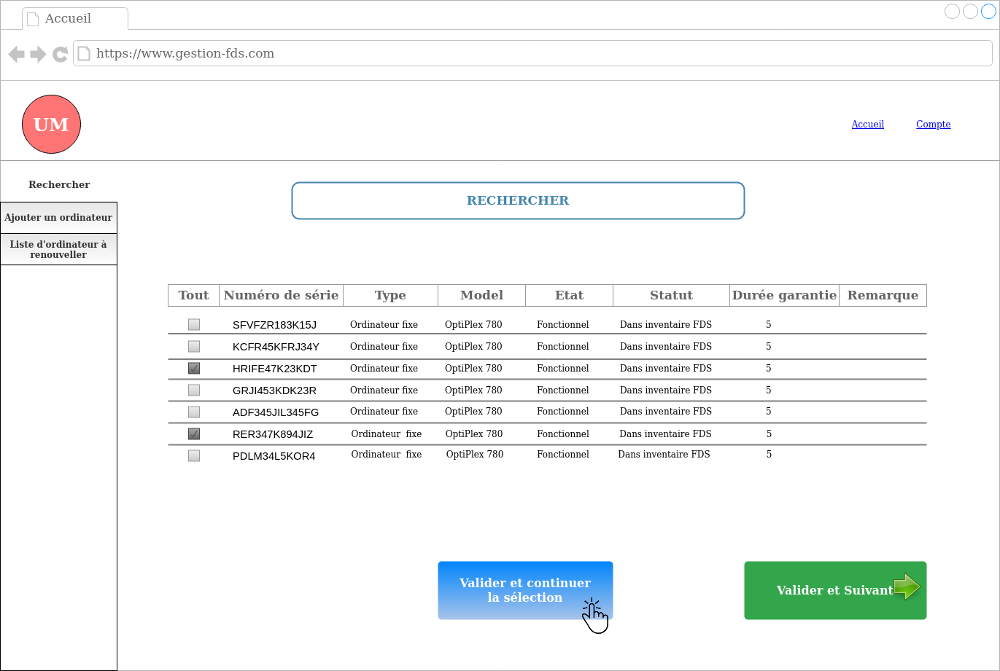 Accueil
https://www.gestion-fds.com
UM
Accueil Compte
Rechercher
Ajouter un ordinateur
Liste d'ordinateur à
renouveller
RECHERCHER
Tout Numéro de série Type Model Etat Statut Durée garantie Remarque
SFVFZR183K15J Ordinateur fixe OptiPlex 780 Fonctionnel Dans inventaire FDS 5
KCFR45KFRJ34Y Ordinateur fixe OptiPlex 780 Fonctionnel Dans inventaire FDS 5
HRIFE47K23KDT Ordinateur fixe OptiPlex 780 Fonctionnel Dans inventaire FDS 5
GRJI453KDK23R Ordinateur fixe OptiPlex 780 Fonctionnel Dans inventaire FDS 5
ADF345JIL345FG Ordinateur fixe OptiPlex 780 Fonctionnel Dans inventaire FDS 5
RER347K894JIZ Ordinateur fixe OptiPlex 780 Fonctionnel Dans inventaire FDS 5
PDLM34L5KOR4 Ordinateur fixe OptiPlex 780 Fonctionnel Dans inventaire FDS 5
Valider et continuer
la sélection
Valider et Suivant